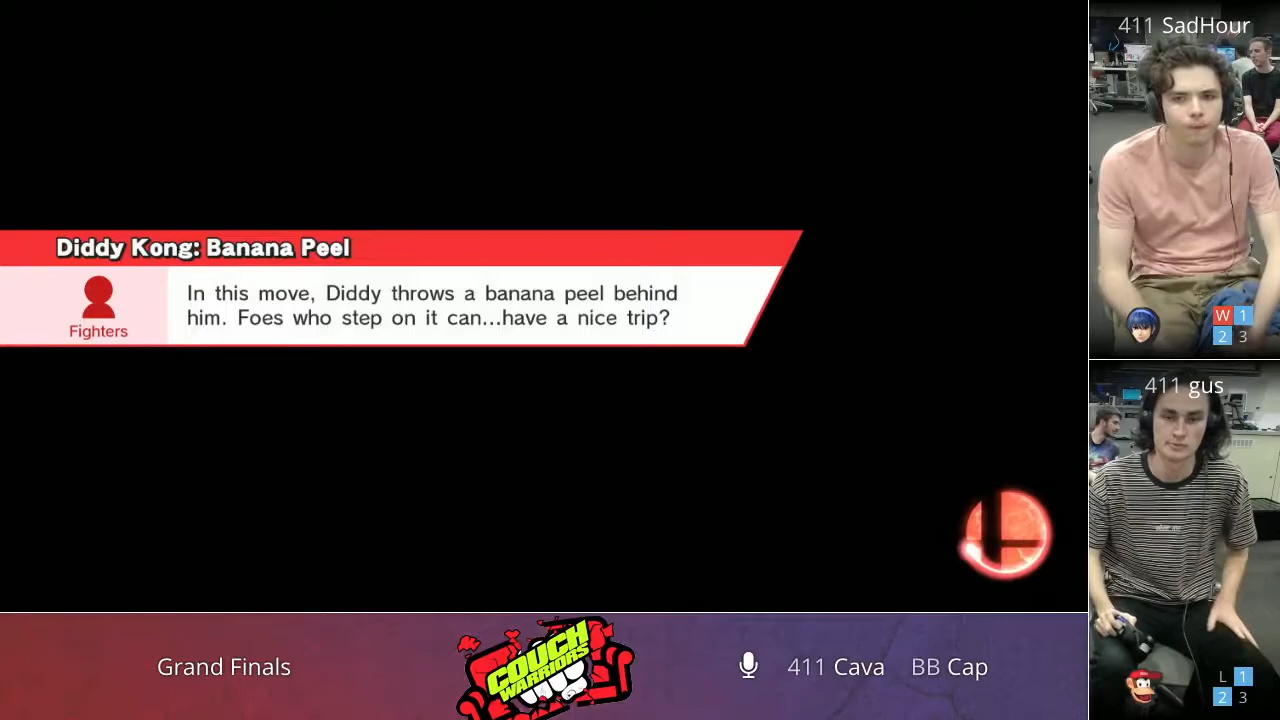 411 SadHour
W 1
2 3
Diddy Kong: Banana Peel
Fighters
In this move, Diddy throws a banana peel behind
him. Foes who step on it can...have a nice trip?
411 gus
L 1
2 3
Grand Finals
COUCH
WARRIORS
411 Cava BB Cap